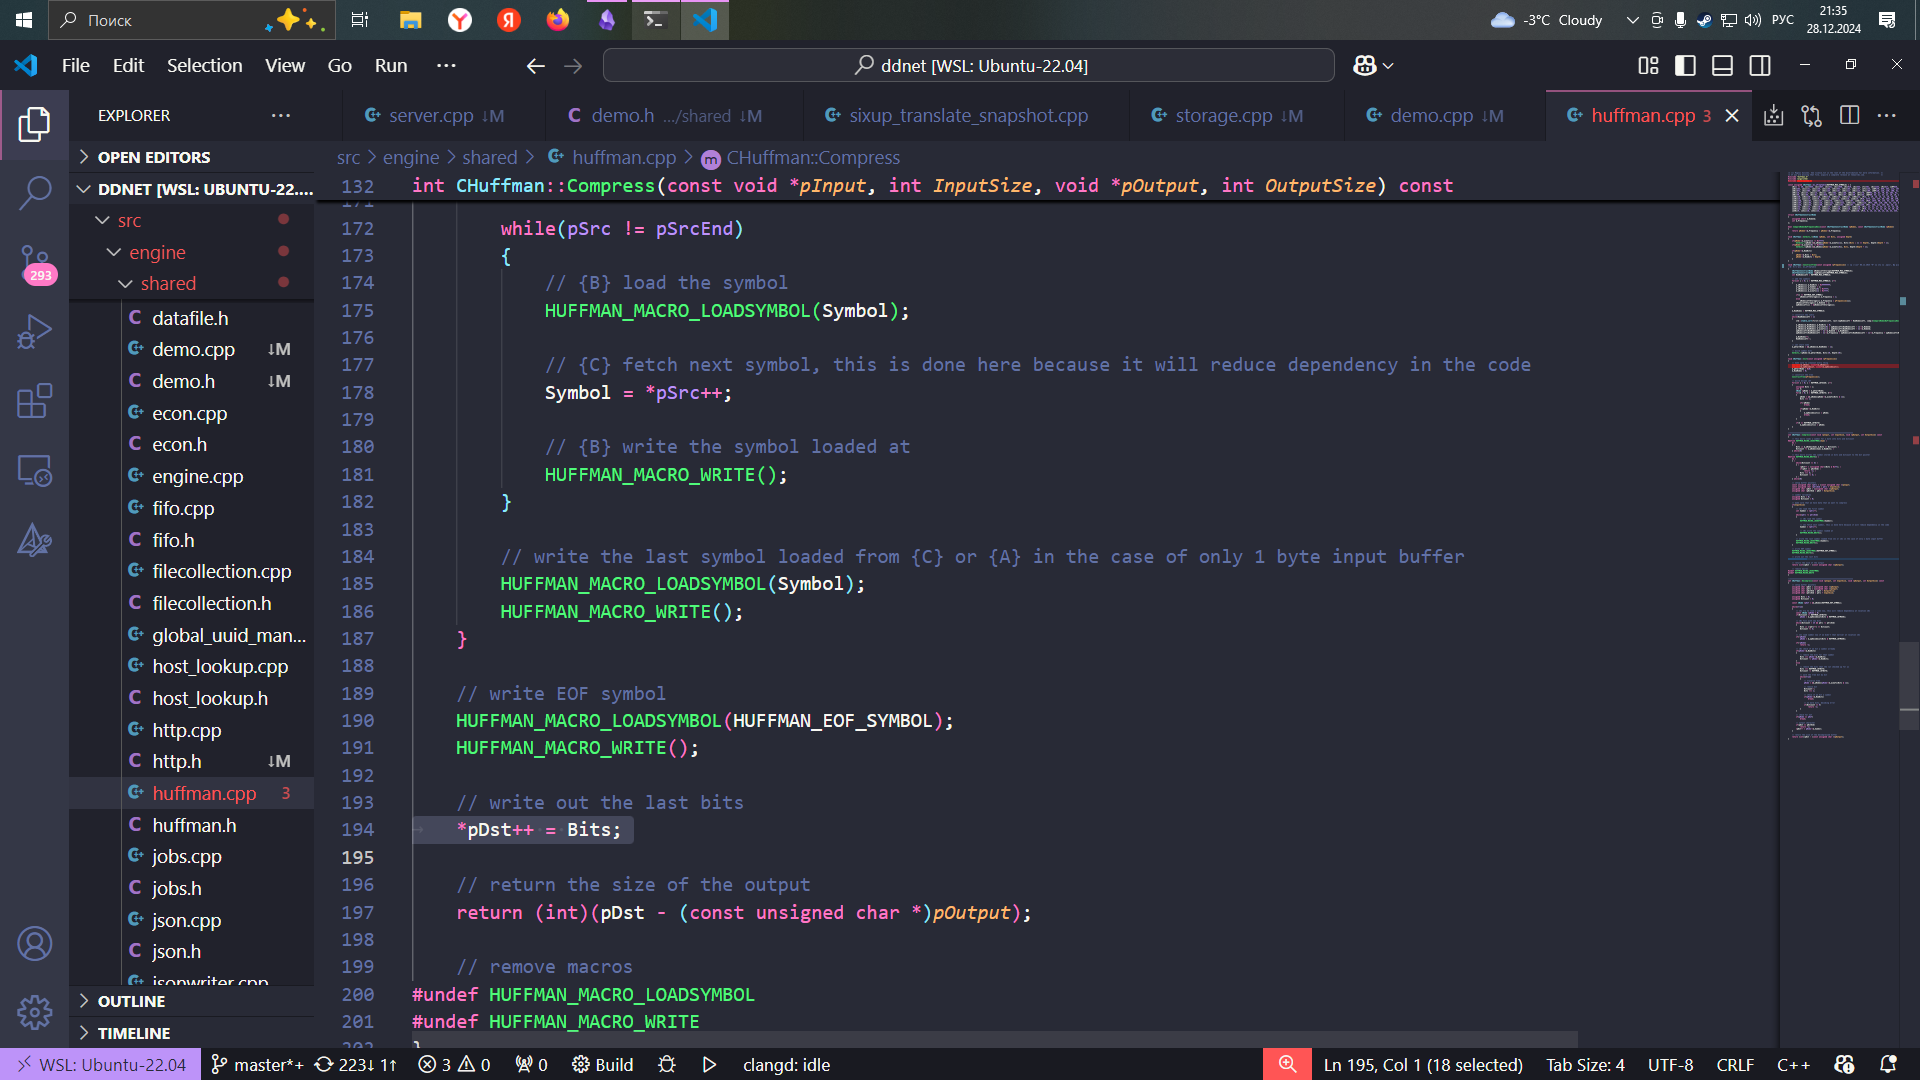 Поиск
-3°C Cloudy
РУС
21:35
28.12.2024
File Edit Selection View Go Run ···
ddnet [WSL: Ubuntu-22.04]
EXPLORER ···
server.cpp ↓M
demo.h .../shared ↓M
sixup_translate_snapshot.cpp
storage.cpp ↓M
demo.cpp ↓M
huffman.cpp 3
OPEN EDITORS
DDNET [WSL: UBUNTU-22....
src
engine
shared
datafile.h
demo.cpp ↓M
demo.h ↓M
econ.cpp
econ.h
engine.cpp
fifo.cpp
fifo.h
filecollection.cpp
filecollection.h
global_uuid_man...
host_lookup.cpp
host_lookup.h
http.cpp
http.h ↓M
huffman.cpp 3
huffman.h
jobs.cpp
jobs.h
json.cpp
json.h
jsonwriter.cpp
OUTLINE
TIMELINE
293
src > engine > shared > huffman.cpp > CHuffman::Compress
132 int CHuffman::Compress(const void *pInput, int InputSize, void *pOutput, int OutputSize) const
171
172 while(pSrc != pSrcEnd)
173 {
174 // {B} load the symbol
175 HUFFMAN_MACRO_LOADSYMBOL(Symbol);
176
177 // {C} fetch next symbol, this is done here because it will reduce dependency in the code
178 Symbol = *pSrc++;
179
180 // {B} write the symbol loaded at
181 HUFFMAN_MACRO_WRITE();
182 }
183
184 // write the last symbol loaded from {C} or {A} in the case of only 1 byte input buffer
185 HUFFMAN_MACRO_LOADSYMBOL(Symbol);
186 HUFFMAN_MACRO_WRITE();
187 }
188
189 // write EOF symbol
190 HUFFMAN_MACRO_LOADSYMBOL(HUFFMAN_EOF_SYMBOL);
191 HUFFMAN_MACRO_WRITE();
192
193 // write out the last bits
194 *pDst++ = Bits;
195
196 // return the size of the output
197 return (int)(pDst - (const unsigned char *)pOutput);
198
199 // remove macros
200 #undef HUFFMAN_MACRO_LOADSYMBOL
201 #undef HUFFMAN_MACRO_WRITE
202 }
WSL: Ubuntu-22.04 master*+ 223↓ 1↑ 3 0 0 Build clangd: idle Ln 195, Col 1 (18 selected) Tab Size: 4 UTF-8 CRLF C++